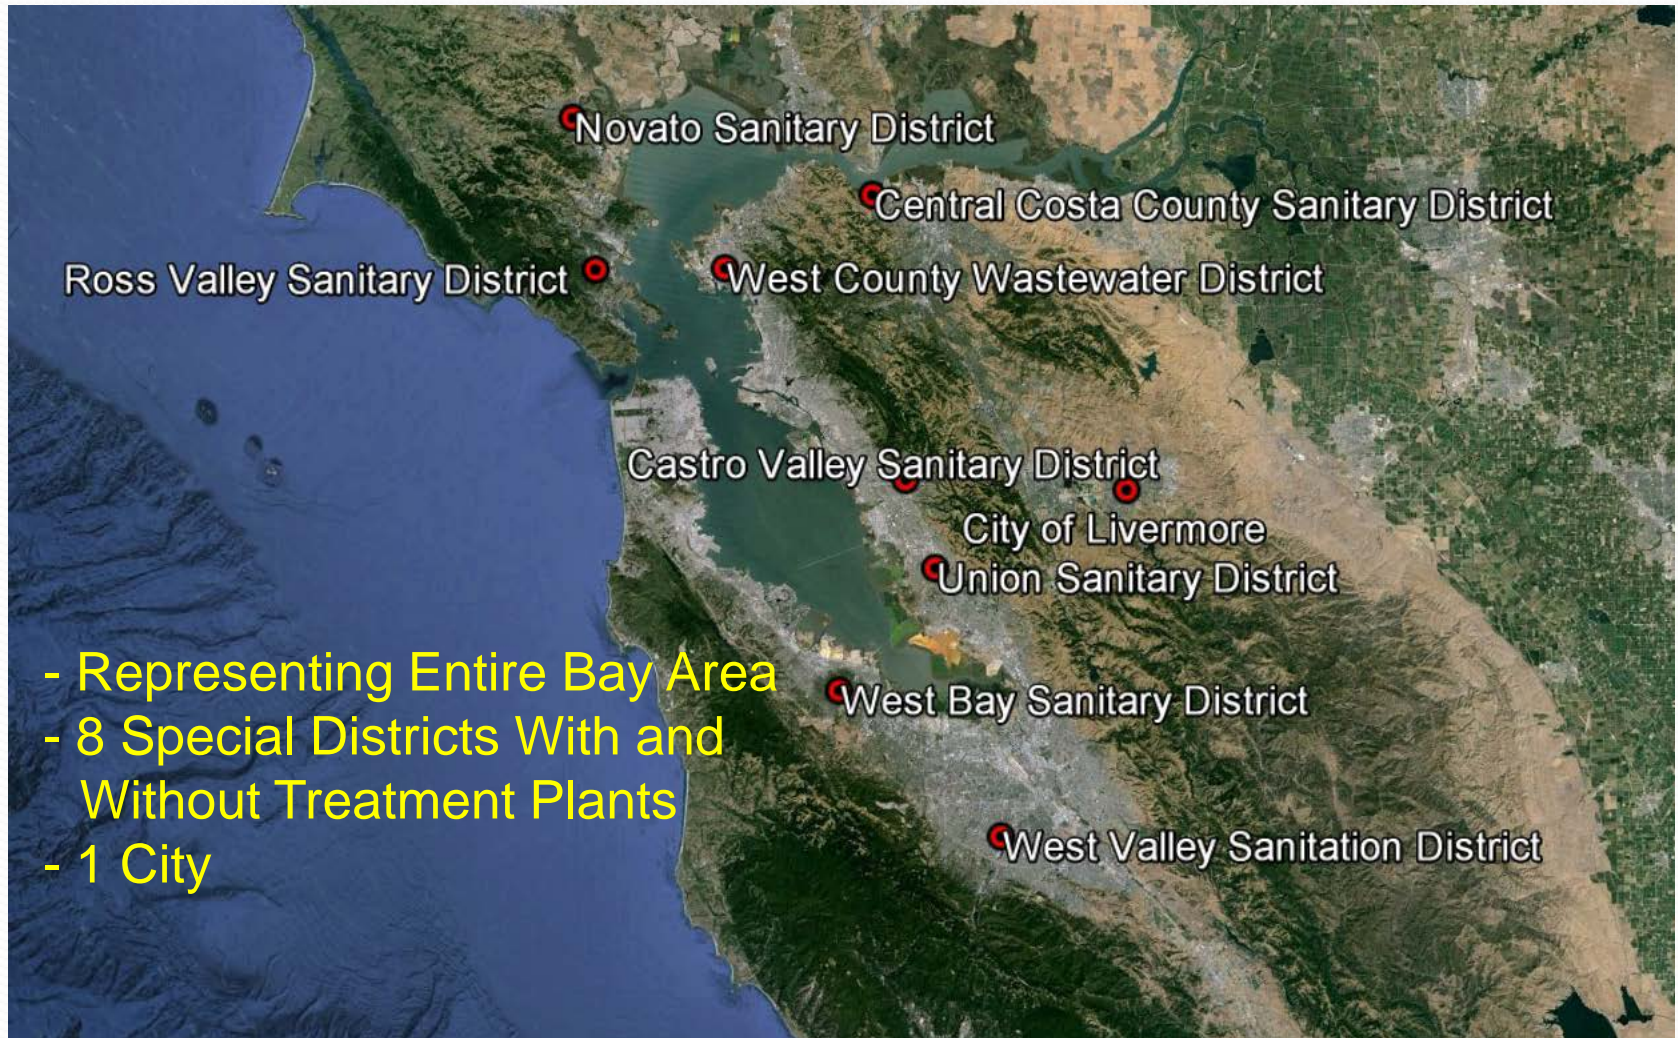 Novato Sanitary District
Central Costa County Sanitary District
Ross Valley Sanitary District
West County Wastewater District
Castro Valley Sanitary District
City of Livermore
Union Sanitary District
- Representing Entire Bay Area
- 8 Special Districts With and
Without Treatment Plants
- 1 City
West Bay Sanitary District
West Valley Sanitation District